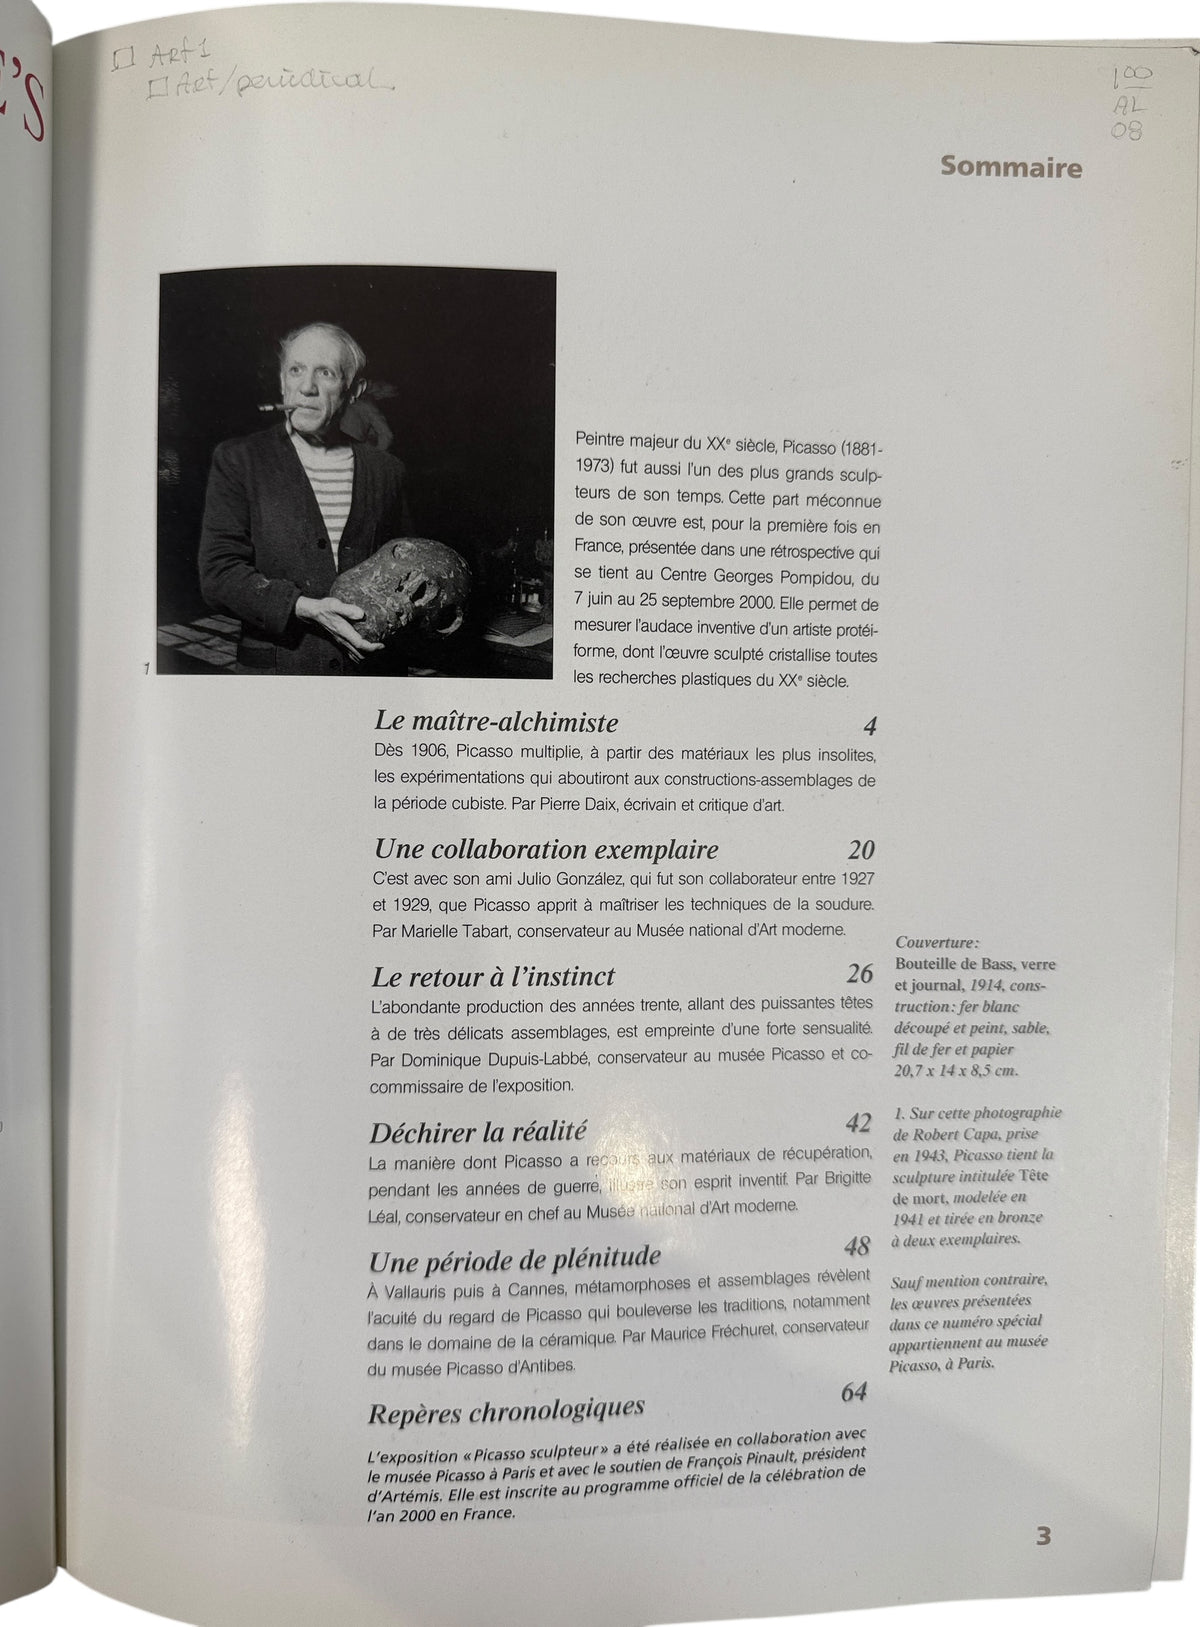 'S
Art 1
Art/periodical
100
AL
08
Sommaire
1
Peintre majeur du XXe siècle, Picasso (1881-
1973) fut aussi l'un des plus grands sculp-
teurs de son temps. Cette part méconnue
de son œuvre est, pour la première fois en
France, présentée dans une rétrospective qui
se tient au Centre Georges Pompidou, du
7 juin au 25 septembre 2000. Elle permet de
mesurer l'audace inventive d'un artiste protéi-
forme, dont l'œuvre sculpté cristallise toutes
les recherches plastiques du XXe siècle.
Le maître-alchimiste 4
Dès 1906, Picasso multiplie, à partir des matériaux les plus insolites,
les expérimentations qui aboutiront aux constructions-assemblages de
la période cubiste. Par Pierre Daix, écrivain et critique d'art.
Une collaboration exemplaire 20
C'est avec son ami Julio González, qui fut son collaborateur entre 1927
et 1929, que Picasso apprit à maîtriser les techniques de la soudure.
Par Marielle Tabart, conservateur au Musée national d'Art moderne.
Le retour à l'instinct 26
L'abondante production des années trente, allant des puissantes têtes
à de très délicats assemblages, est empreinte d'une forte sensualité.
Par Dominique Dupuis-Labbé, conservateur au musée Picasso et co-
commissaire de l'exposition.
Déchirer la réalité 42
La manière dont Picasso a recours aux matériaux de récupération,
pendant les années de guerre, illustre son esprit inventif. Par Brigitte
Léal, conservateur en chef au Musée national d'Art moderne.
Une période de plénitude 48
À Vallauris puis à Cannes, métamorphoses et assemblages révèlent
l'acuité du regard de Picasso qui bouleverse les traditions, notamment
dans le domaine de la céramique. Par Maurice Fréchuret, conservateur
du musée Picasso d'Antibes.
Repères chronologiques 64
L'exposition «Picasso sculpteur» a été réalisée en collaboration avec
le musée Picasso à Paris et avec le soutien de François Pinault, président
d'Artémis. Elle est inscrite au programme officiel de la célébration de
l'an 2000 en France.
Couverture:
Bouteille de Bass, verre
et journal, 1914, cons-
truction: fer blanc
découpé et peint, sable,
fil de fer et papier
20,7 x 14 x 8,5 cm.
1. Sur cette photographie
de Robert Capa, prise
en 1943, Picasso tient la
sculpture intitulée Tête
de mort, modelée en
1941 et tirée en bronze
à deux exemplaires.
Sauf mention contraire,
les œuvres présentées
dans ce numéro spécial
appartiennent au musée
Picasso, à Paris.
3